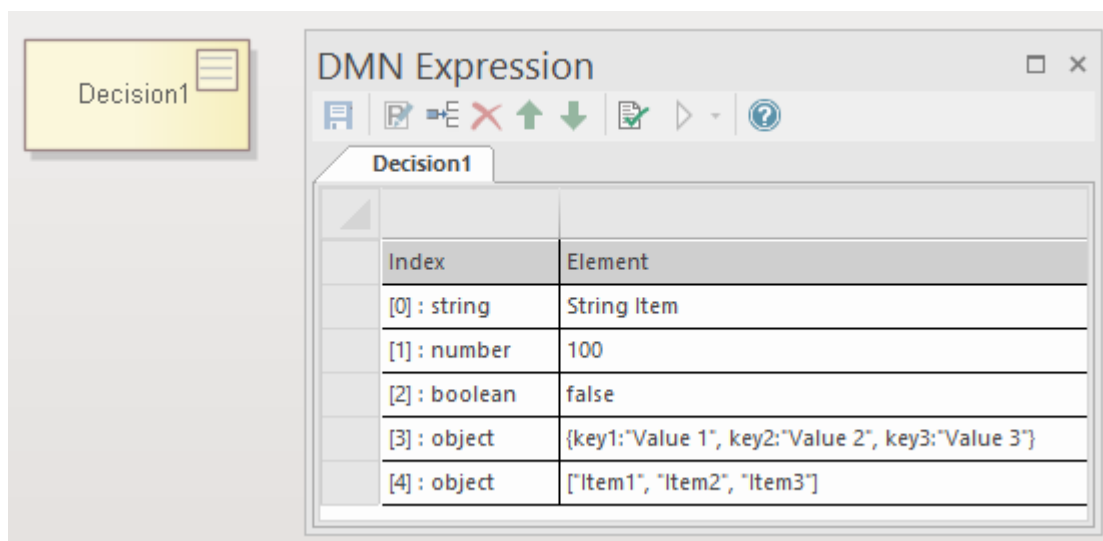 Decision1
DMN Expression
Decision1
Index Element
[0] : string String Item
[1] : number 100
[2] : boolean false
[3] : object {key1:"Value 1", key2:"Value 2", key3:"Value 3"}
[4] : object ["Item1", "Item2", "Item3"]